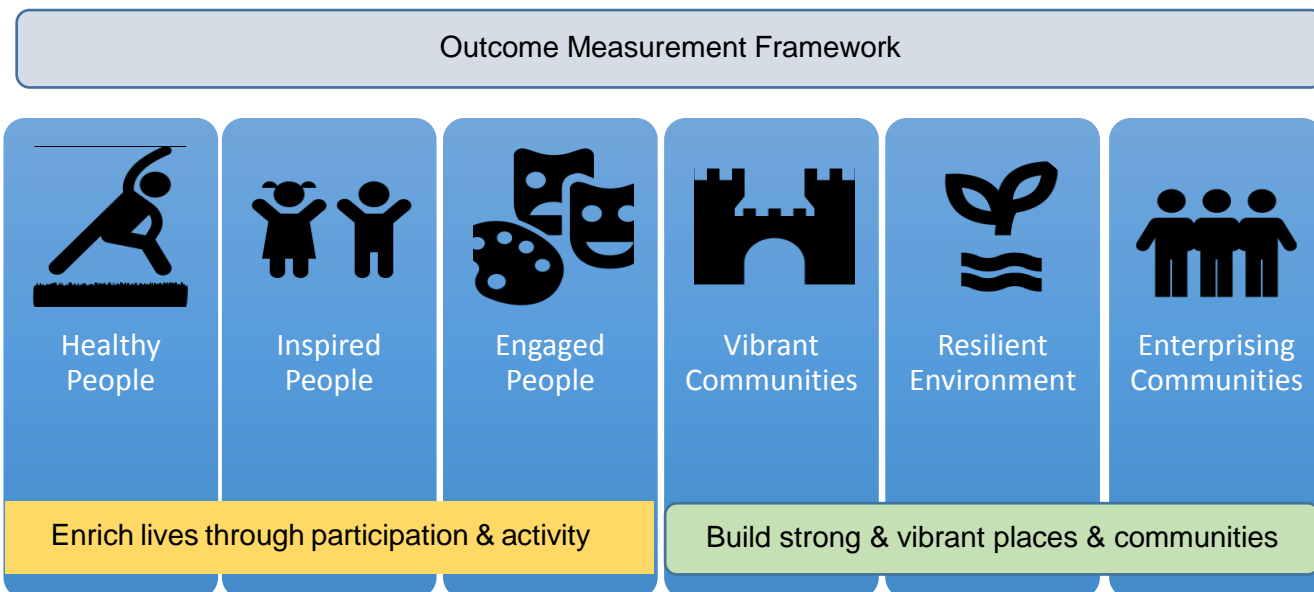 Outcome Measurement Framework
Healthy
People
Inspired
People
Engaged
People
Vibrant
Communities
Resilient
Environment
Enterprising
Communities
Enrich lives through participation & activity
Build strong & vibrant places & communities